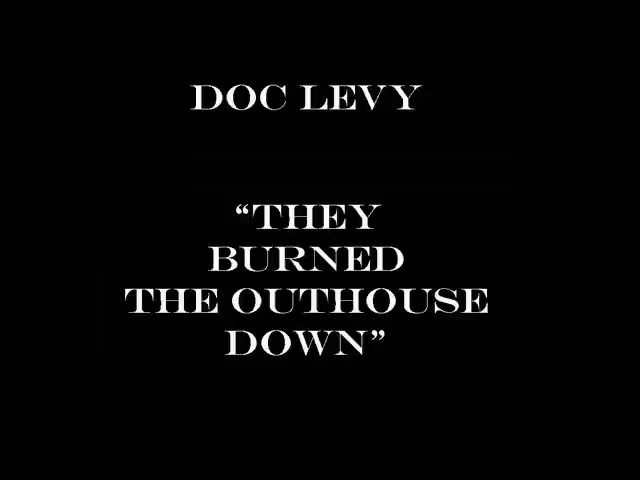 DOC LEVY
“THEY
BURNED
THE OUTHOUSE
DOWN”